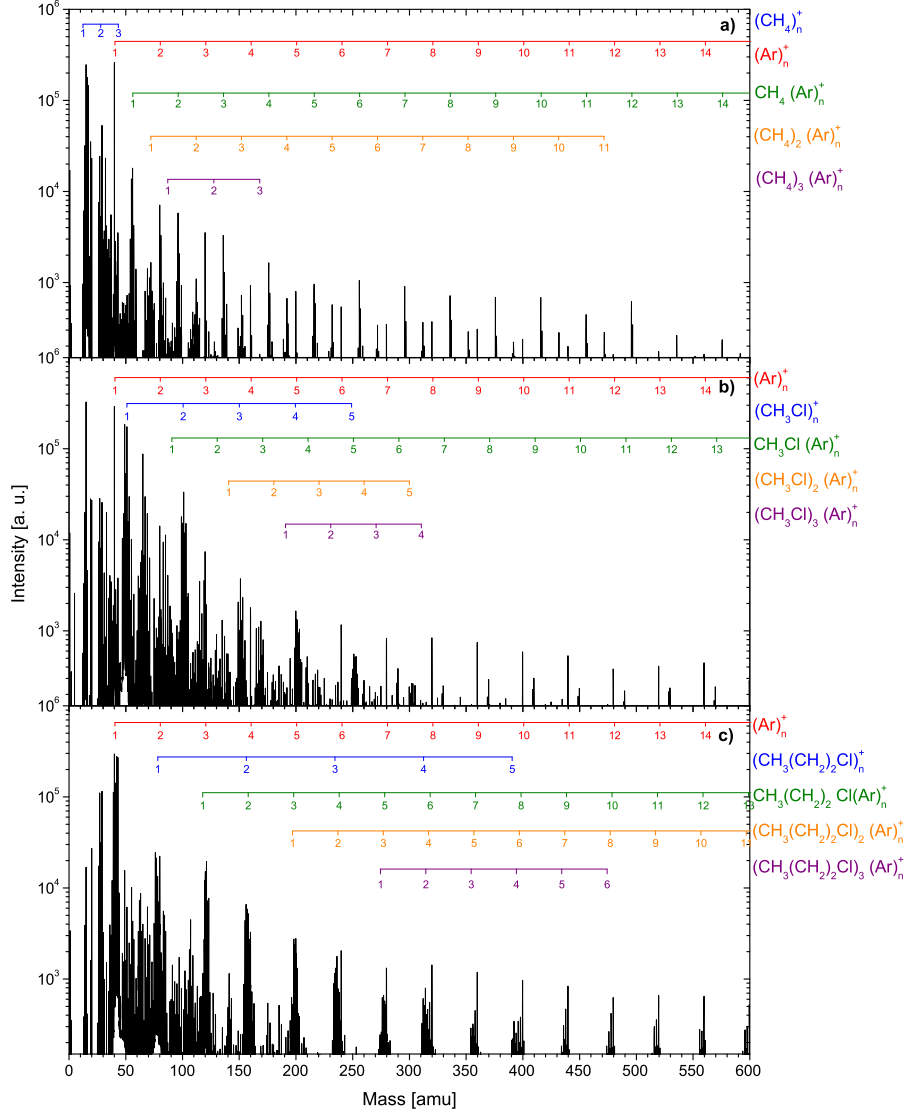 10^6
a)
(CH4)n+
1 2 3
(Ar)n+
1 2 3 4 5 6 7 8 9 10 11 12 13 14
10^5
CH4 (Ar)n+
1 2 3 4 5 6 7 8 9 10 11 12 13 14
(CH4)2 (Ar)n+
1 2 3 4 5 6 7 8 9 10 11
(CH4)3 (Ar)n+
1 2 3
10^4
10^3
10^6
b)
(Ar)n+
1 2 3 4 5 6 7 8 9 10 11 12 13 14
(CH3Cl)n+
1 2 3 4 5
CH3Cl (Ar)n+
1 2 3 4 5 6 7 8 9 10 11 12 13
10^5
(CH3Cl)2 (Ar)n+
1 2 3 4 5
(CH3Cl)3 (Ar)n+
1 2 3 4
10^4
Intensity [a. u.]
10^3
10^6
c)
(Ar)n+
1 2 3 4 5 6 7 8 9 10 11 12 13 14
(CH3(CH2)2Cl)n+
1 2 3 4 5
10^5
CH3(CH2)2 Cl(Ar)n+
1 2 3 4 5 6 7 8 9 10 11 12 13
(CH3(CH2)2Cl)2 (Ar)n+
1 2 3 4 5 6 7 8 9 10
(CH3(CH2)2Cl)3 (Ar)n+
1 2 3 4 5 6
10^4
10^3
0 50 100 150 200 250 300 350 400 450 500 550 600
Mass [amu]